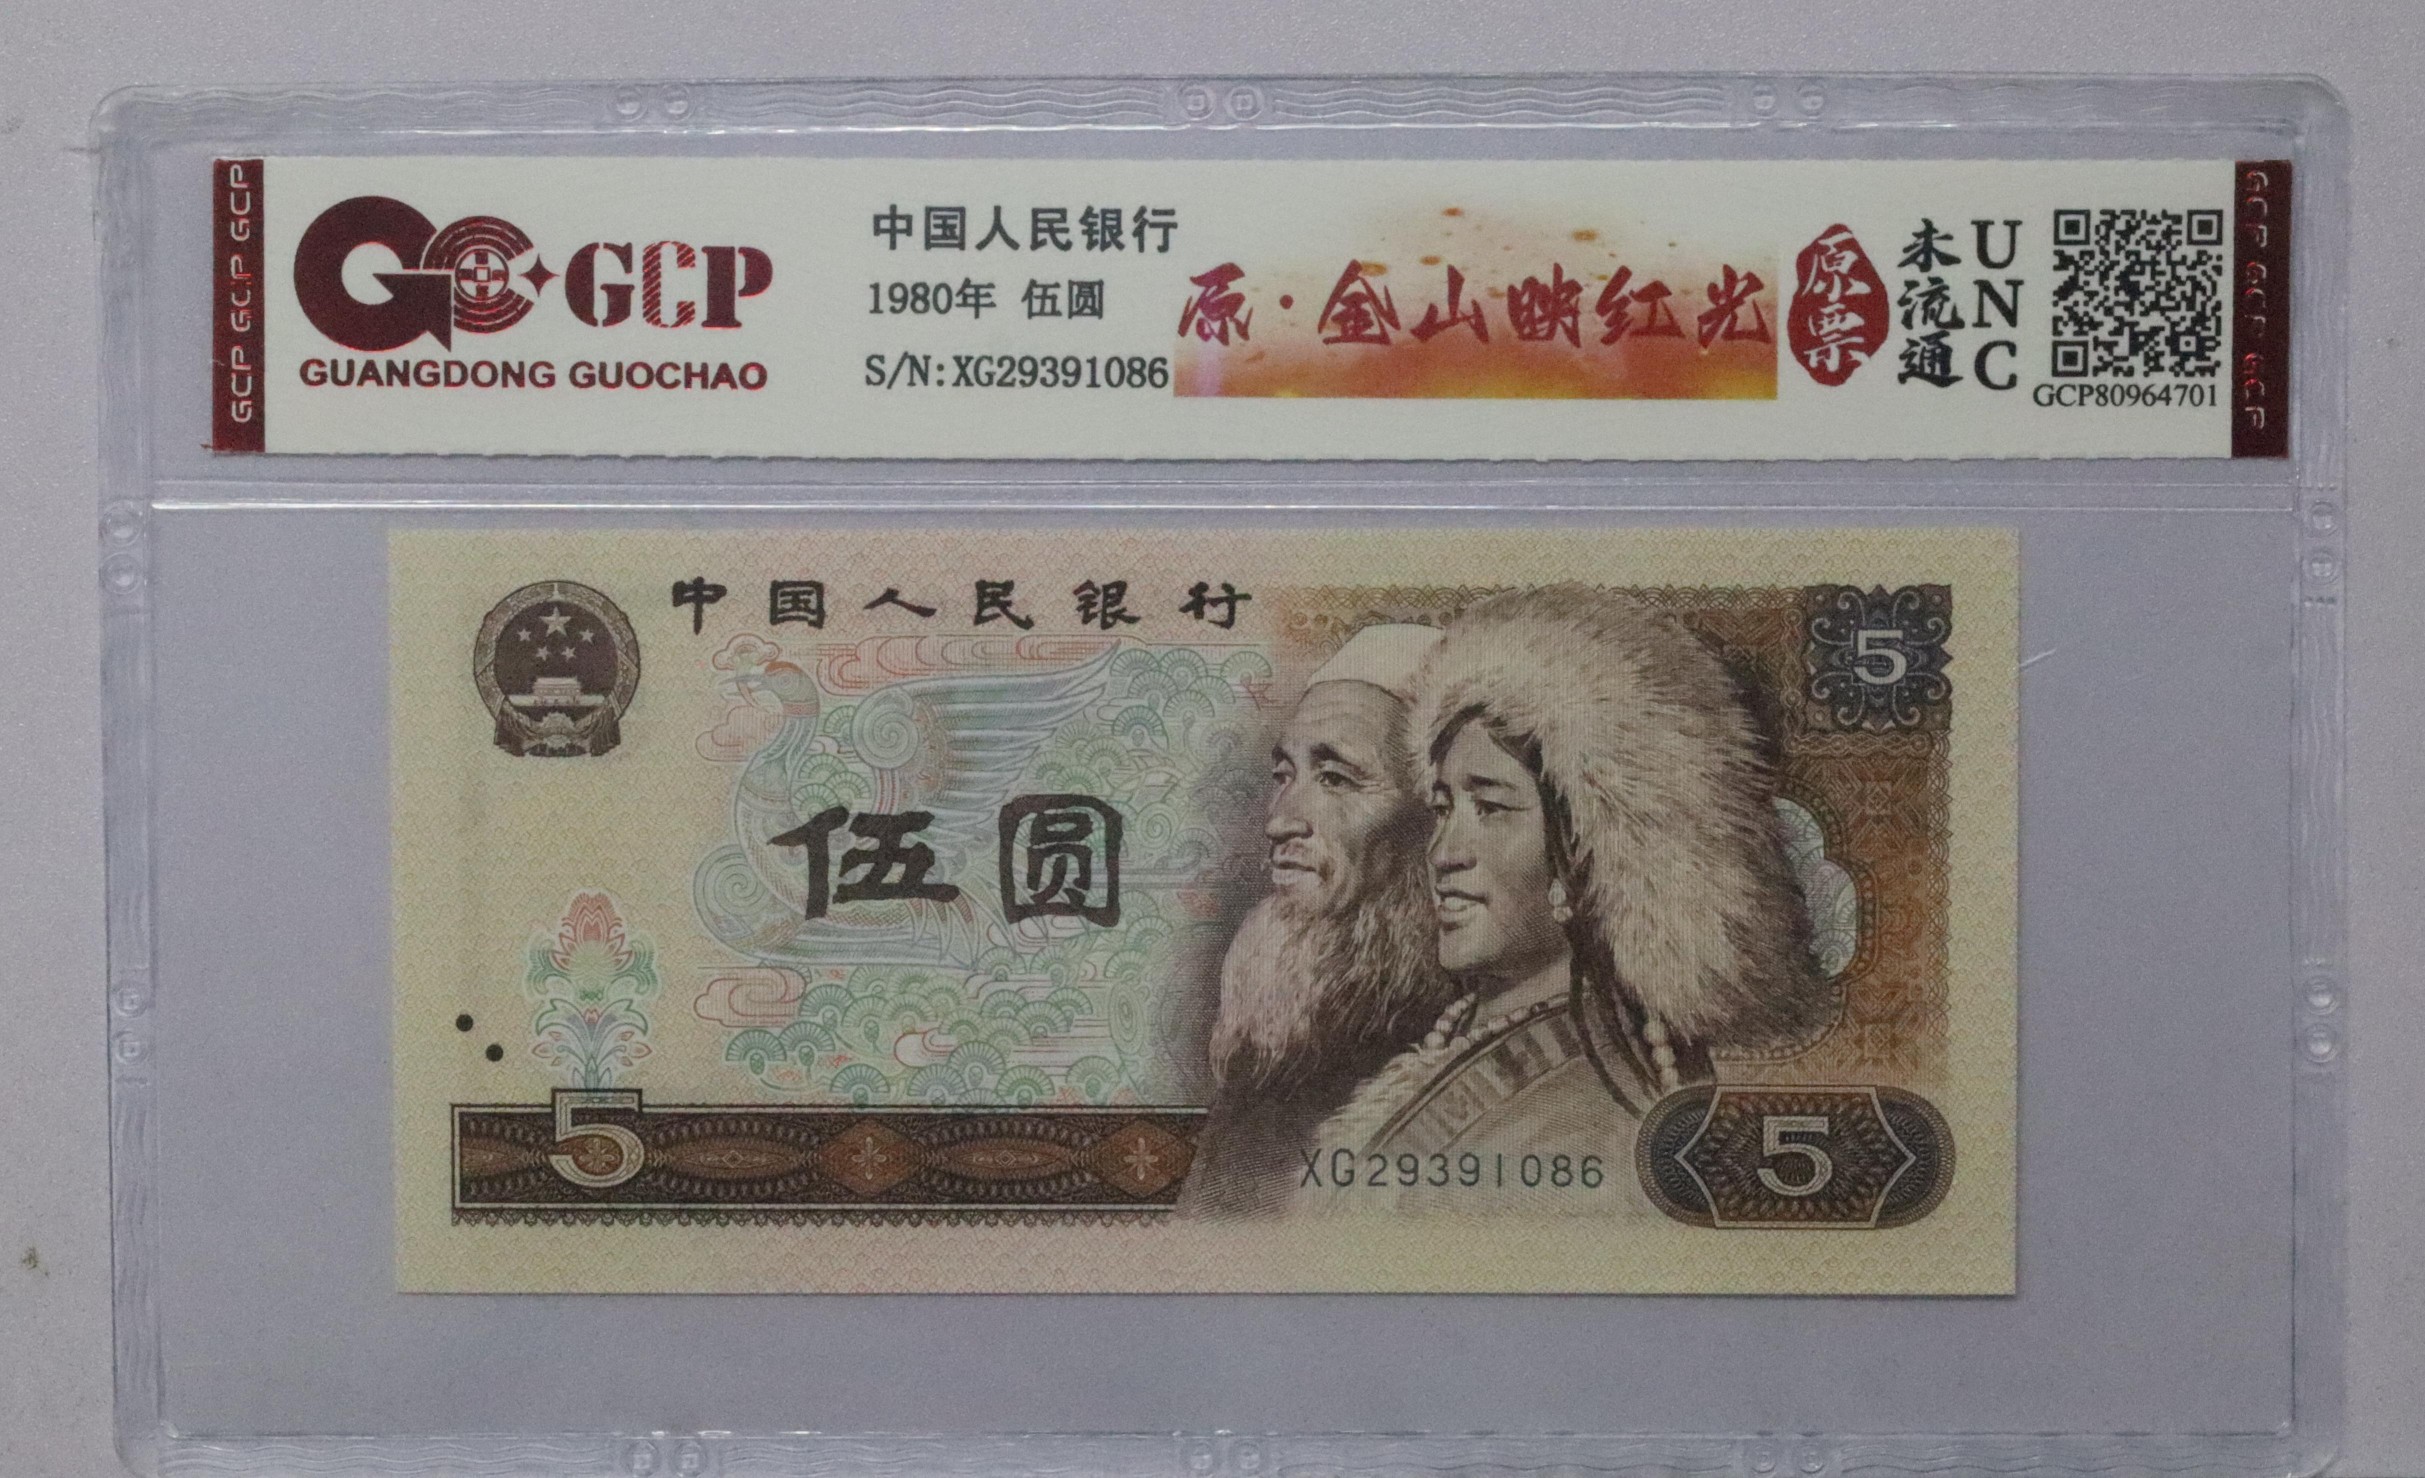 GCP GCP GCP
GCP
GUANGDONG GUOCHAO
中国人民银行
1980年 伍圆
S/N:XG29391086
原·金山映红光
原票
未流通
UNC
GCP80964701
中国人民银行
5
伍圆
5
XG29391086
5